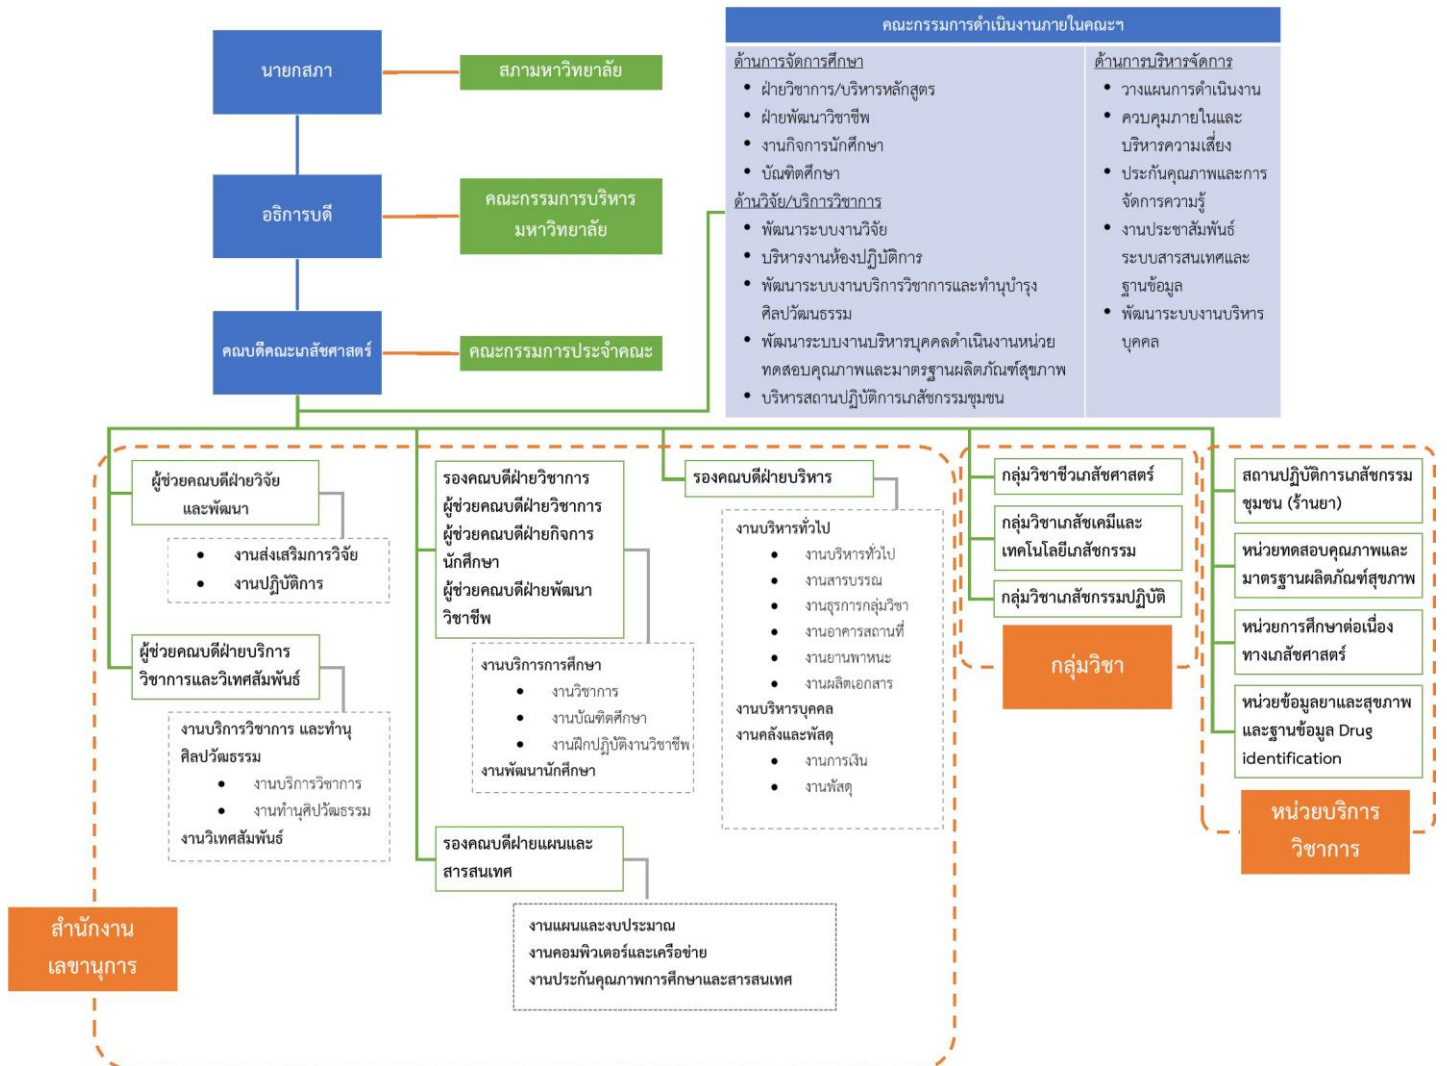 นายกสภา
สภามหาวิทยาลัย
อธิการบดี
คณะกรรมการบริหาร
มหาวิทยาลัย
คณบดีคณะเภสัชศาสตร์
คณะกรรมการประจำคณะ
คณะกรรมการดำเนินงานภายในคณะฯ
ด้านการจัดการศึกษา
• ฝ่ายวิชาการ/บริหารหลักสูตร
• ฝ่ายพัฒนาวิชาชีพ
• งานกิจการนักศึกษา
• บัณฑิตศึกษา
ด้านวิจัย/บริการวิชาการ
• พัฒนาระบบงานวิจัย
• บริหารงานห้องปฏิบัติการ
• พัฒนาระบบงานบริการวิชาการและทำนุบำรุง
ศิลปวัฒนธรรม
• พัฒนาระบบงานบริหารบุคคลดำเนินงานหน่วย
ทดสอบคุณภาพและมาตรฐานผลิตภัณฑ์สุขภาพ
• บริหารสถานปฏิบัติการเภสัชกรรมชุมชน
ด้านการบริหารจัดการ
• วางแผนการดำเนินงาน
• ควบคุมภายในและ
บริหารความเสี่ยง
• ประกันคุณภาพและการ
จัดการความรู้
• งานประชาสัมพันธ์
ระบบสารสนเทศและ
ฐานข้อมูล
• พัฒนาระบบงานบริหาร
บุคคล
ผู้ช่วยคณบดีฝ่ายวิจัย
และพัฒนา
• งานส่งเสริมการวิจัย
• งานปฏิบัติการ
ผู้ช่วยคณบดีฝ่ายบริการ
วิชาการและวิเทศสัมพันธ์
งานบริการวิชาการ และทำนุ
ศิลปวัฒธรรม
• งานบริการวิชาการ
• งานทำนุศิปวัฒธรรม
งานวิเทศสัมพันธ์
รองคณบดีฝ่ายวิชาการ
ผู้ช่วยคณบดีฝ่ายวิชาการ
ผู้ช่วยคณบดีฝ่ายกิจการ
นักศึกษา
ผู้ช่วยคณบดีฝ่ายพัฒนา
วิชาชีพ
งานบริการการศึกษา
• งานวิชาการ
• งานบัณฑิตศึกษา
• งานฝึกปฏิบัติงานวิชาชีพ
งานพัฒนานักศึกษา
รองคณบดีฝ่ายแผนและ
สารสนเทศ
งานแผนและงบประมาณ
งานคอมพิวเตอร์และเครือข่าย
งานประกันคุณภาพการศึกษาและสารสนเทศ
รองคณบดีฝ่ายบริหาร
งานบริหารทั่วไป
• งานบริหารทั่วไป
• งานสารบรรณ
• งานธุรการกลุ่มวิชา
• งานอาคารสถานที่
• งานยานพาหนะ
• งานผลิตเอกสาร
งานบริหารบุคคล
งานคลังและพัสดุ
• งานการเงิน
• งานพัสดุ
สำนักงาน
เลขานุการ
กลุ่มวิชาชีวเภสัชศาสตร์
กลุ่มวิชาเภสัชเคมีและ
เทคโนโลยีเภสัชกรรม
กลุ่มวิชาเภสัชกรรมปฏิบัติ
กลุ่มวิชา
สถานปฏิบัติการเภสัชกรรม
ชุมชน (ร้านยา)
หน่วยทดสอบคุณภาพและ
มาตรฐานผลิตภัณฑ์สุขภาพ
หน่วยการศึกษาต่อเนื่อง
ทางเภสัชศาสตร์
หน่วยข้อมูลยาและสุขภาพ
และฐานข้อมูล Drug
identification
หน่วยบริการ
วิชาการ